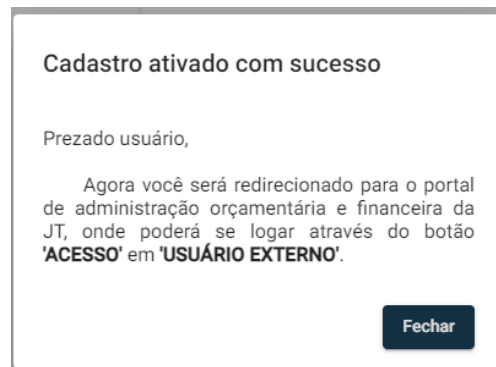 Cadastro ativado com sucesso
Prezado usuário,
Agora você será redirecionado para o portal
de administração orçamentária e financeira da
JT, onde poderá se logar através do botão
'ACESSO' em 'USUÁRIO EXTERNO'.
Fechar